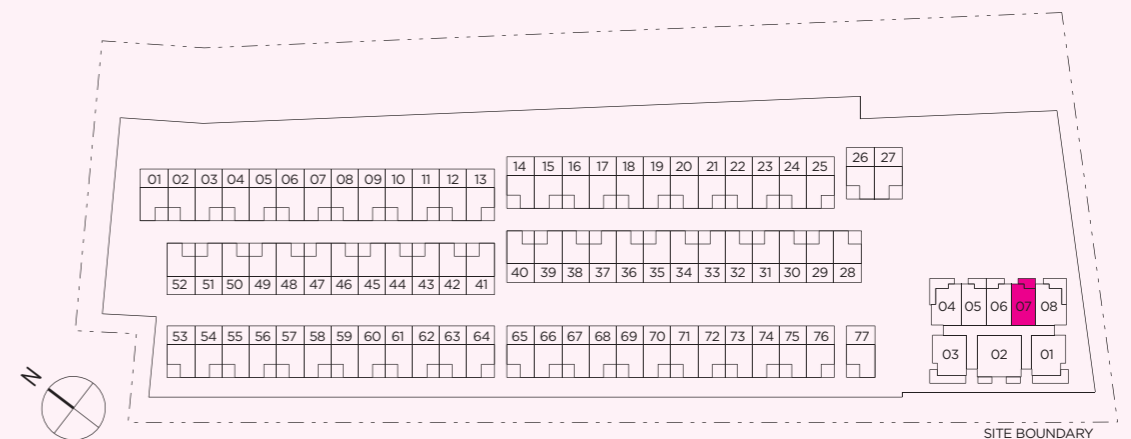 26 27
14 15 16 17 18 19 20 21 22 23 24 25
01 02 03 04 05 06 07 08 09 10 11 12 13
40 39 38 37 36 35 34 33 32 31 30 29 28
52 51 50 49 48 47 46 45 44 43 42 41
04 05 06 07 08
53 54 55 56 57 58 59 60 61 62 63 64
65 66 67 68 69 70 71 72 73 74 75 76
77
03 02 01
N
SITE BOUNDARY